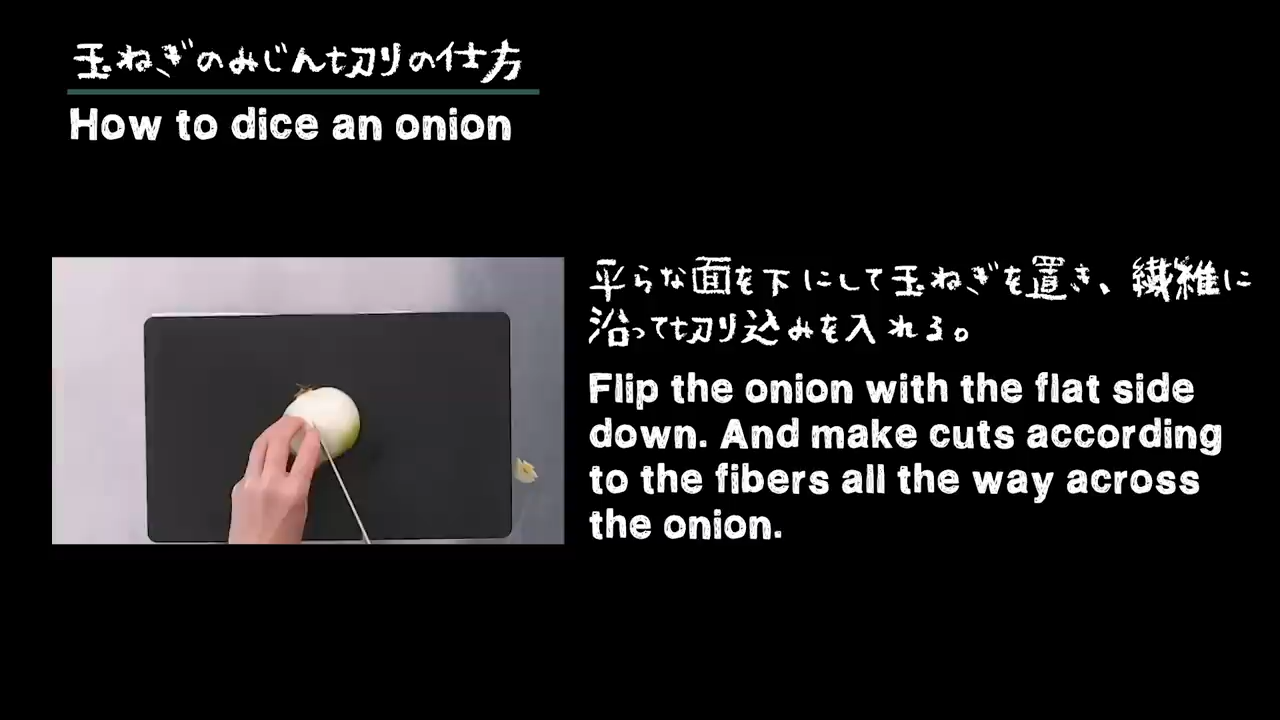 玉ねぎのみじん切りの仕方
How to dice an onion
平らな面を下にして玉ねぎを置き、繊維に
沿って切り込みを入れる。
Flip the onion with the flat side
down. And make cuts according
to the fibers all the way across
the onion.